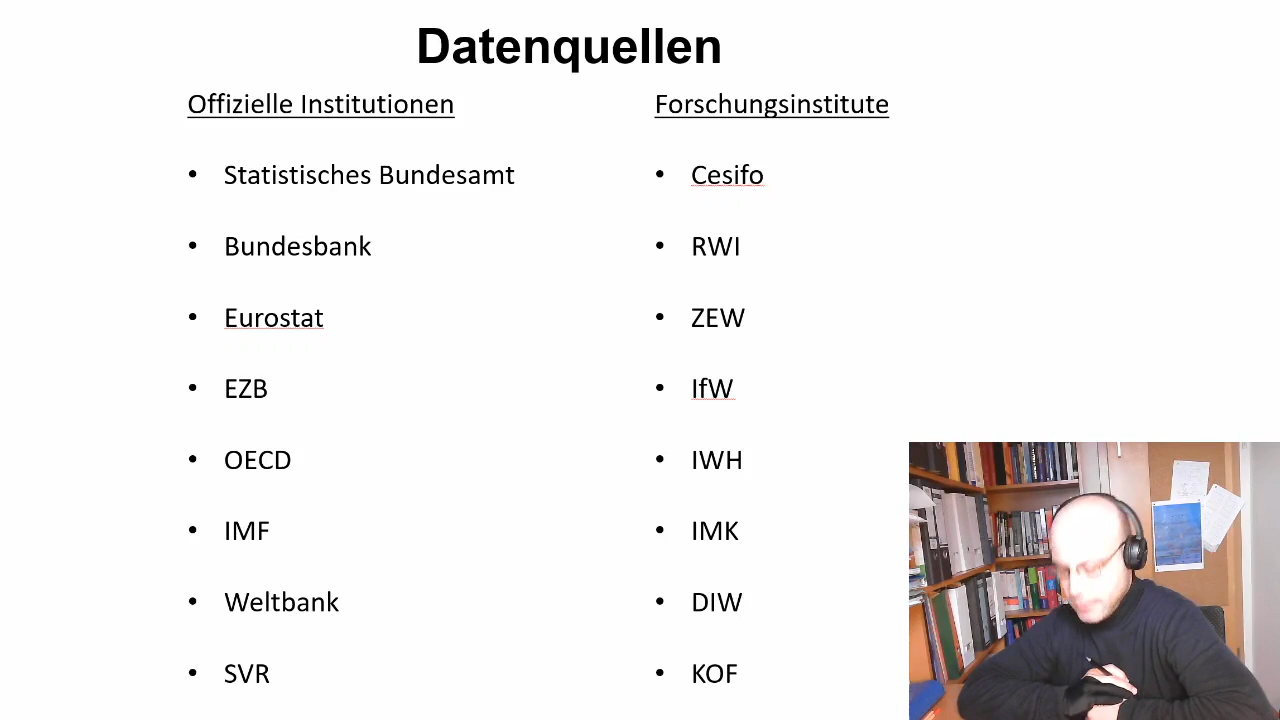 Datenquellen
Offizielle Institutionen
• Statistisches Bundesamt
• Bundesbank
• Eurostat
• EZB
• OECD
• IMF
• Weltbank
• SVR
Forschungsinstitute
• Cesifo
• RWI
• ZEW
• IfW
• IWH
• IMK
• DIW
• KOF